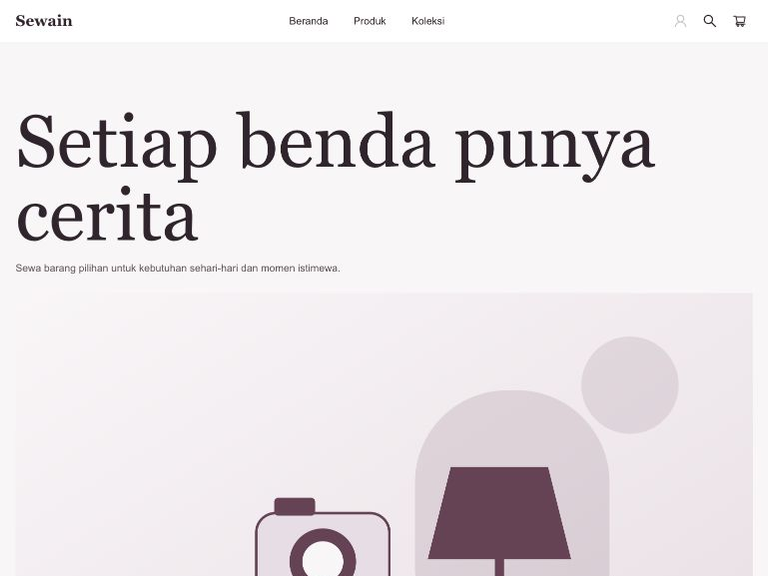 Sewain
Beranda
Produk
Koleksi
Setiap benda punya
cerita
Sewa barang pilihan untuk kebutuhan sehari-hari dan momen istimewa.